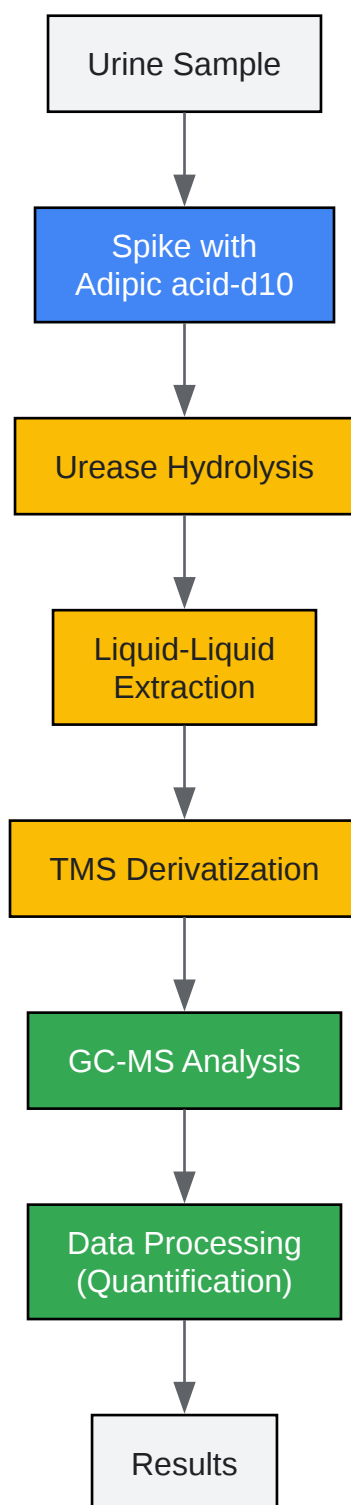 Urine Sample
Spike with
Adipic acid-d10
Urease Hydrolysis
Liquid-Liquid
Extraction
TMS Derivatization
GC-MS Analysis
Data Processing
(Quantification)
Results